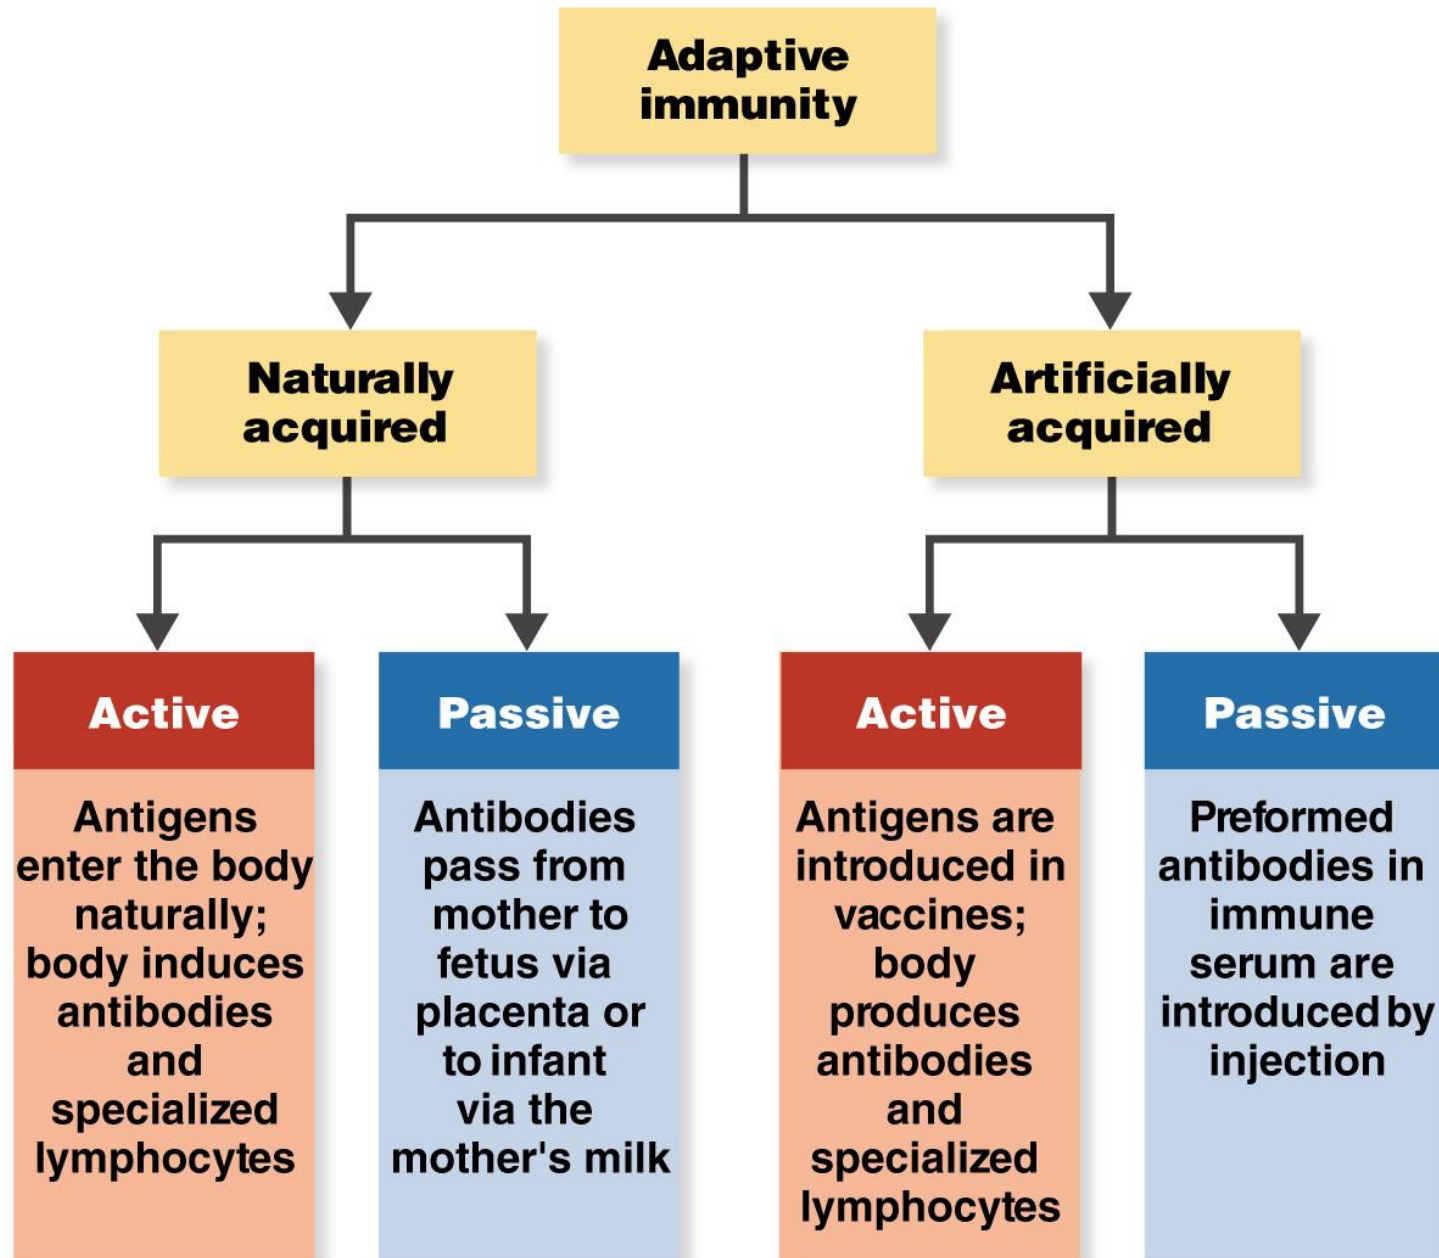 Adaptive
immunity
Naturally
acquired
Artificially
acquired
Active
Antigens
enter the body
naturally;
body induces
antibodies
and
specialized
lymphocytes
Passive
Antibodies
pass from
mother to
fetus via
placenta or
to infant
via the
mother's milk
Active
Antigens are
introduced in
vaccines;
body
produces
antibodies
and
specialized
lymphocytes
Passive
Preformed
antibodies in
immune
serum are
introduced by
injection